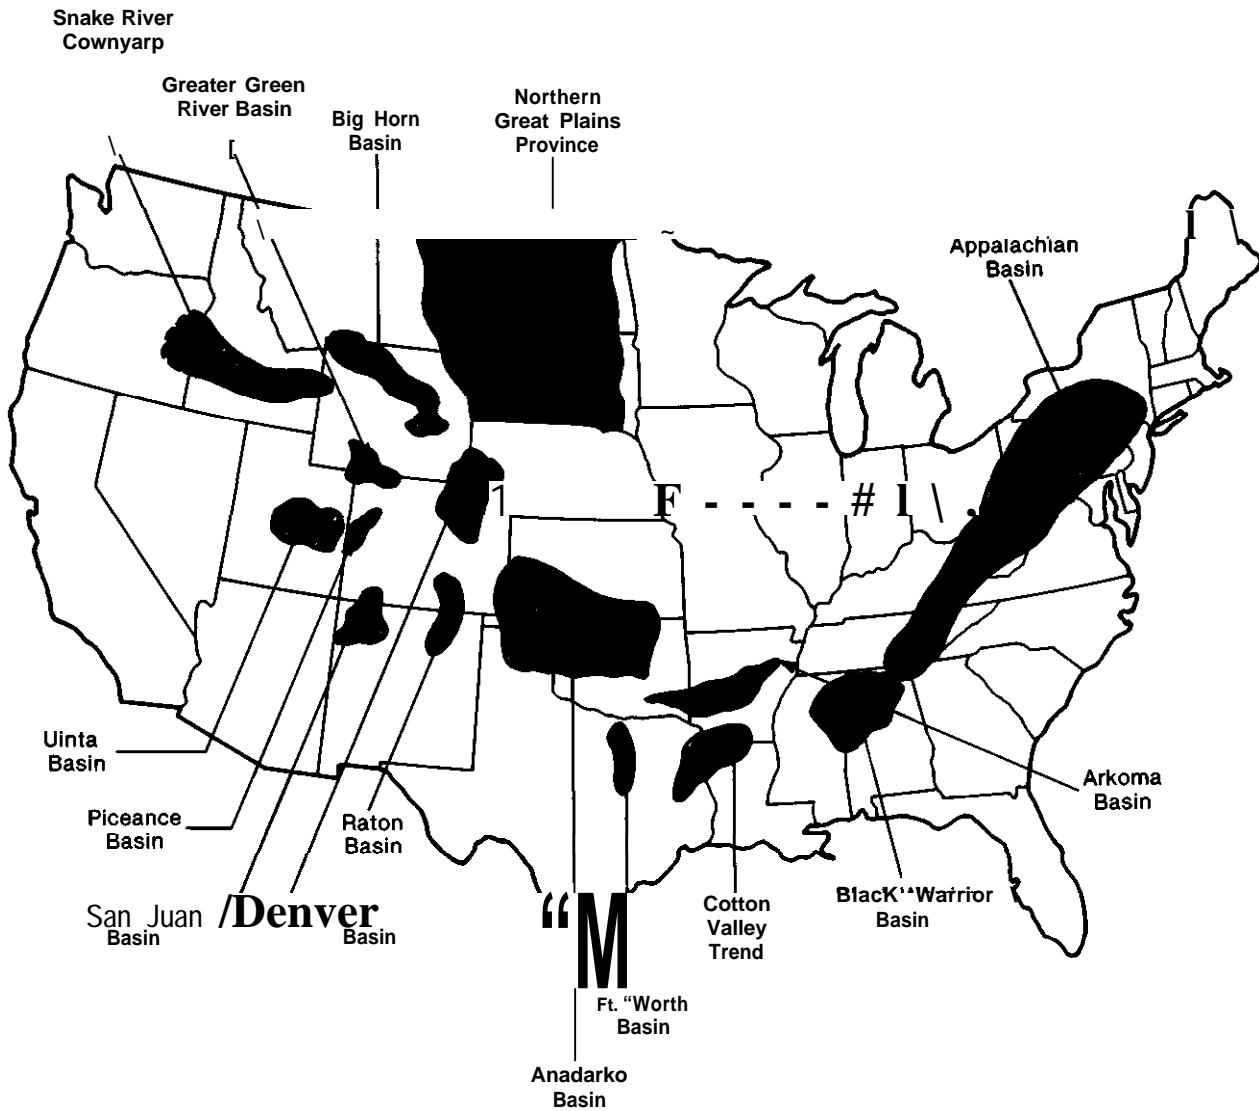 Snake River
Cownyarp
Greater Green
River Basin
Big Horn
Basin
Northern
Great Plains
Province
Appalachian
Basin
1 F - - - - # l \ .
Uinta
Basin
Piceance
Basin
Raton
Basin
Arkoma
Basin
San Juan /Denver
Basin Basin
“M
Cotton
Valley
Trend
BlacK Warrior
Basin
Ft. “Worth
Basin
Anadarko
Basin